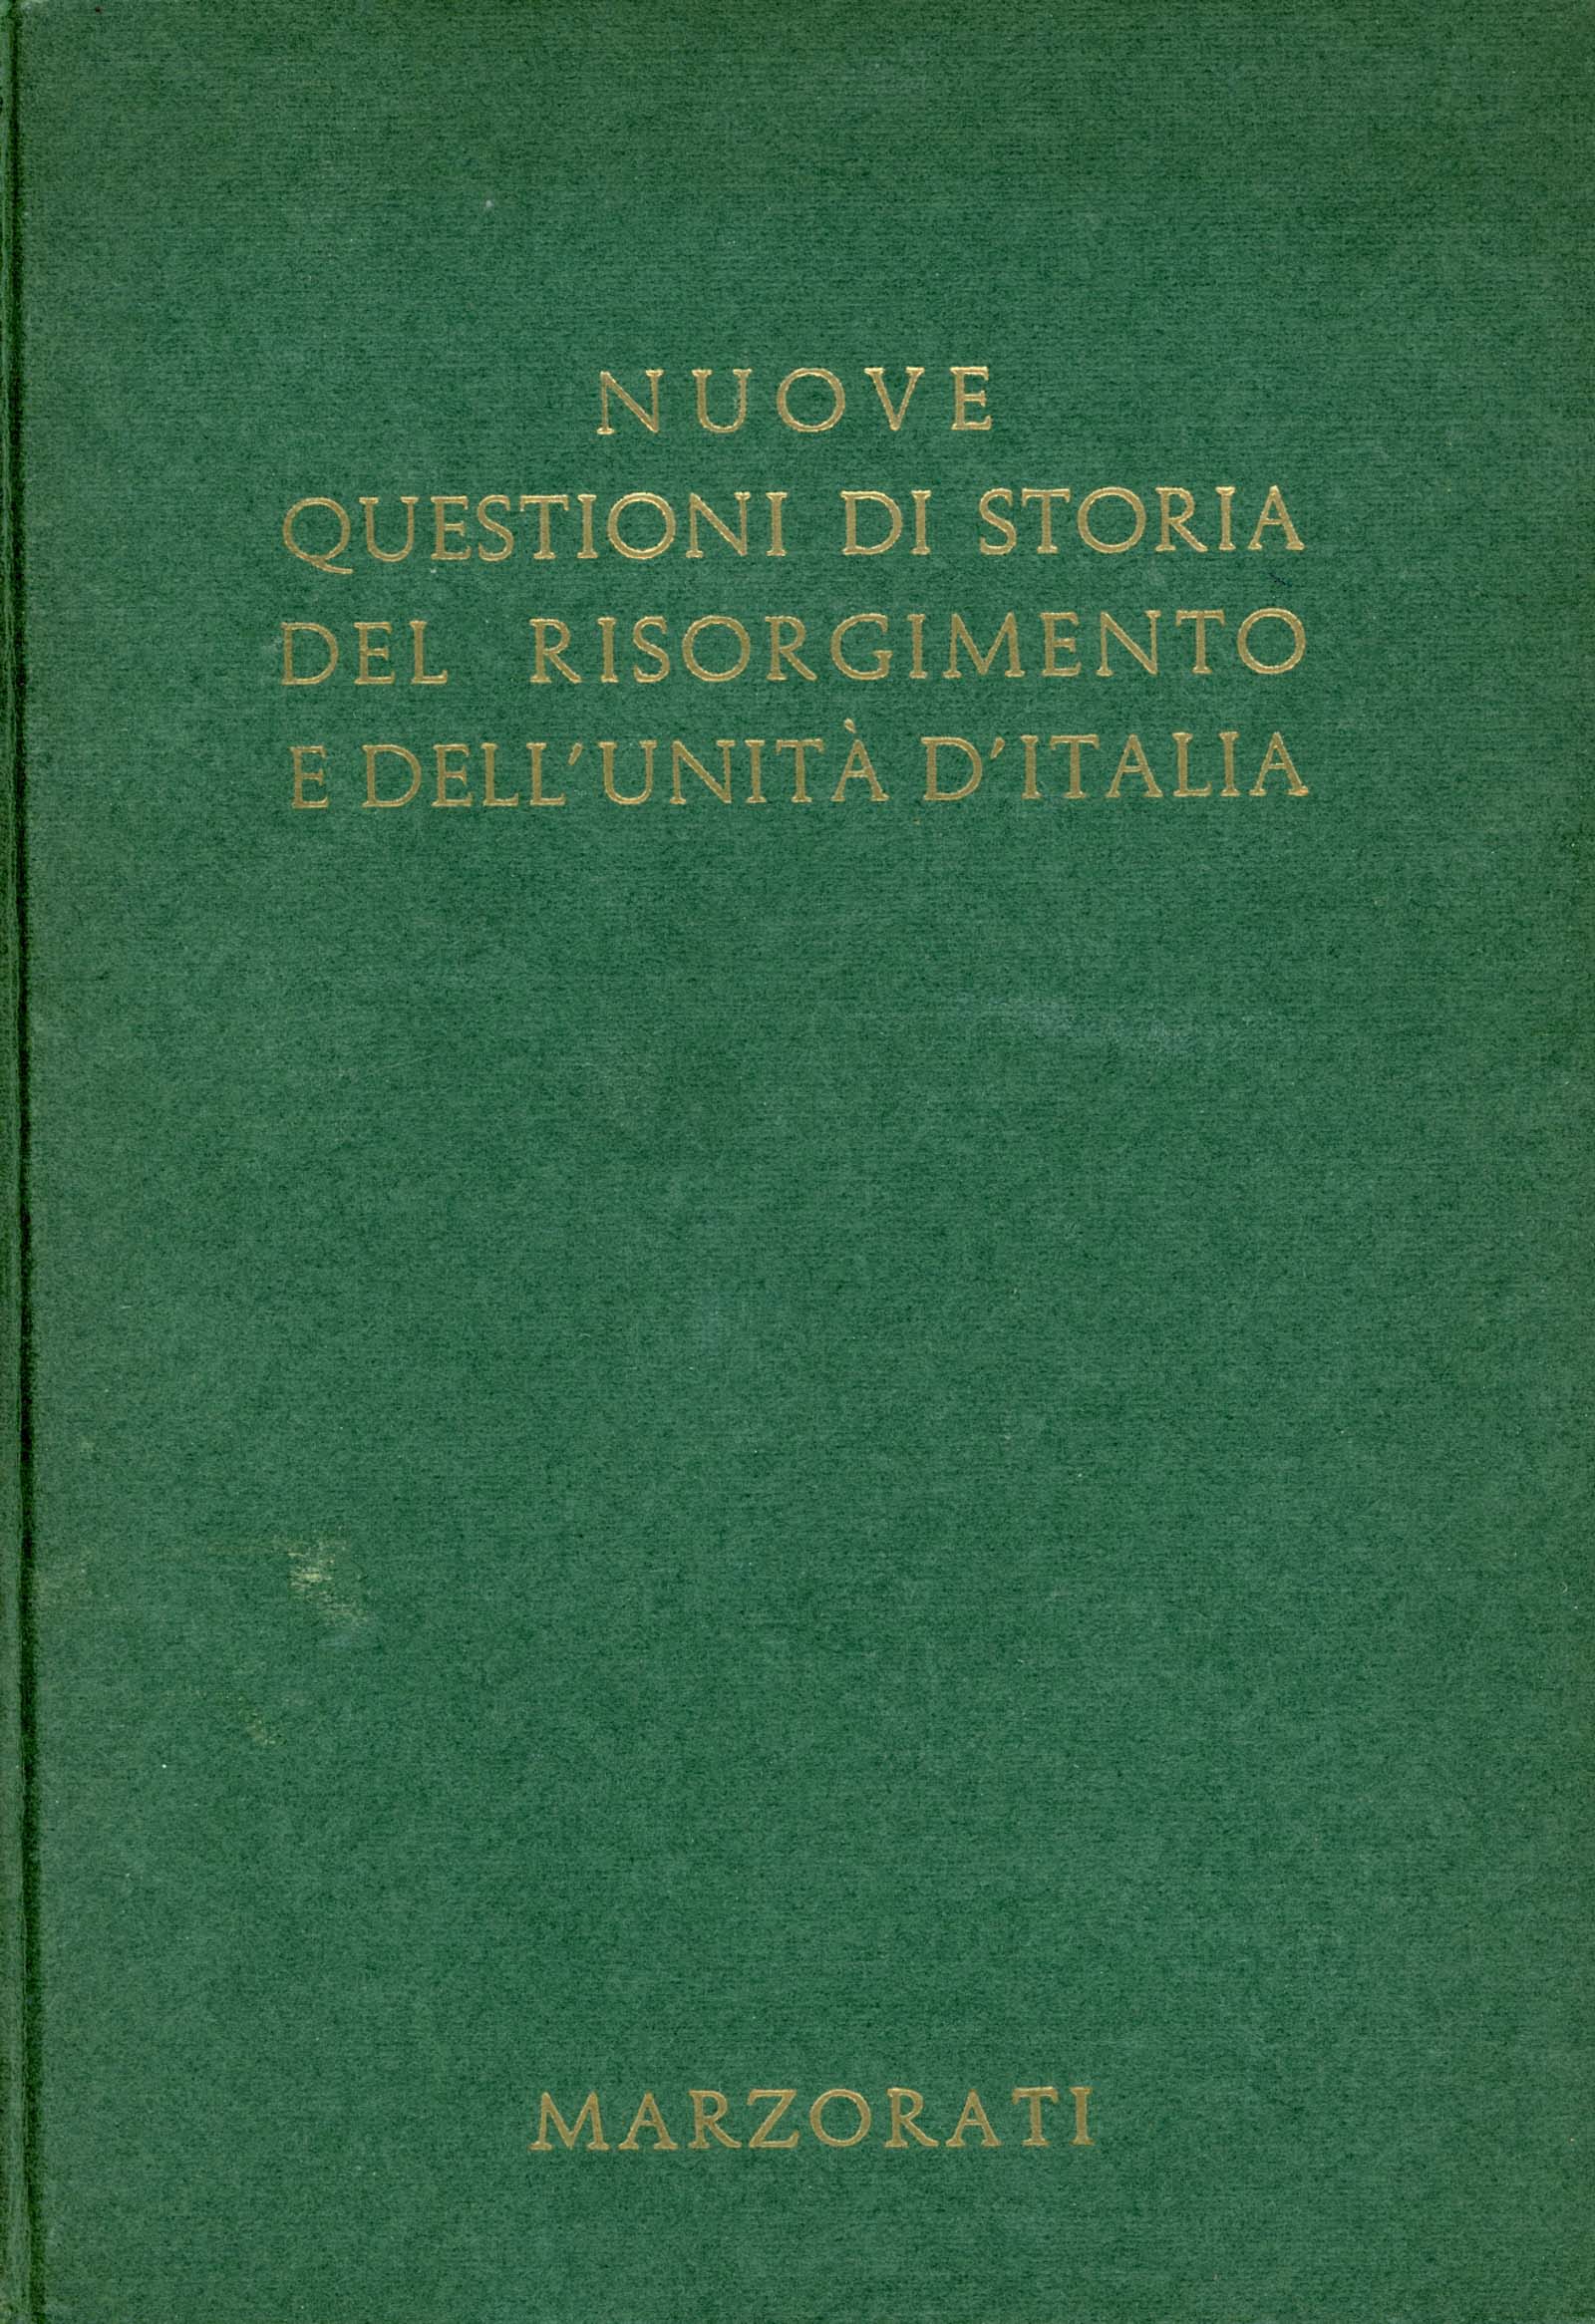 NUOVE
QUESTIONI DI STORIA
DEL RISORGIMENTO
E DELL'UNITÀ D'ITALIA
MARZORATI